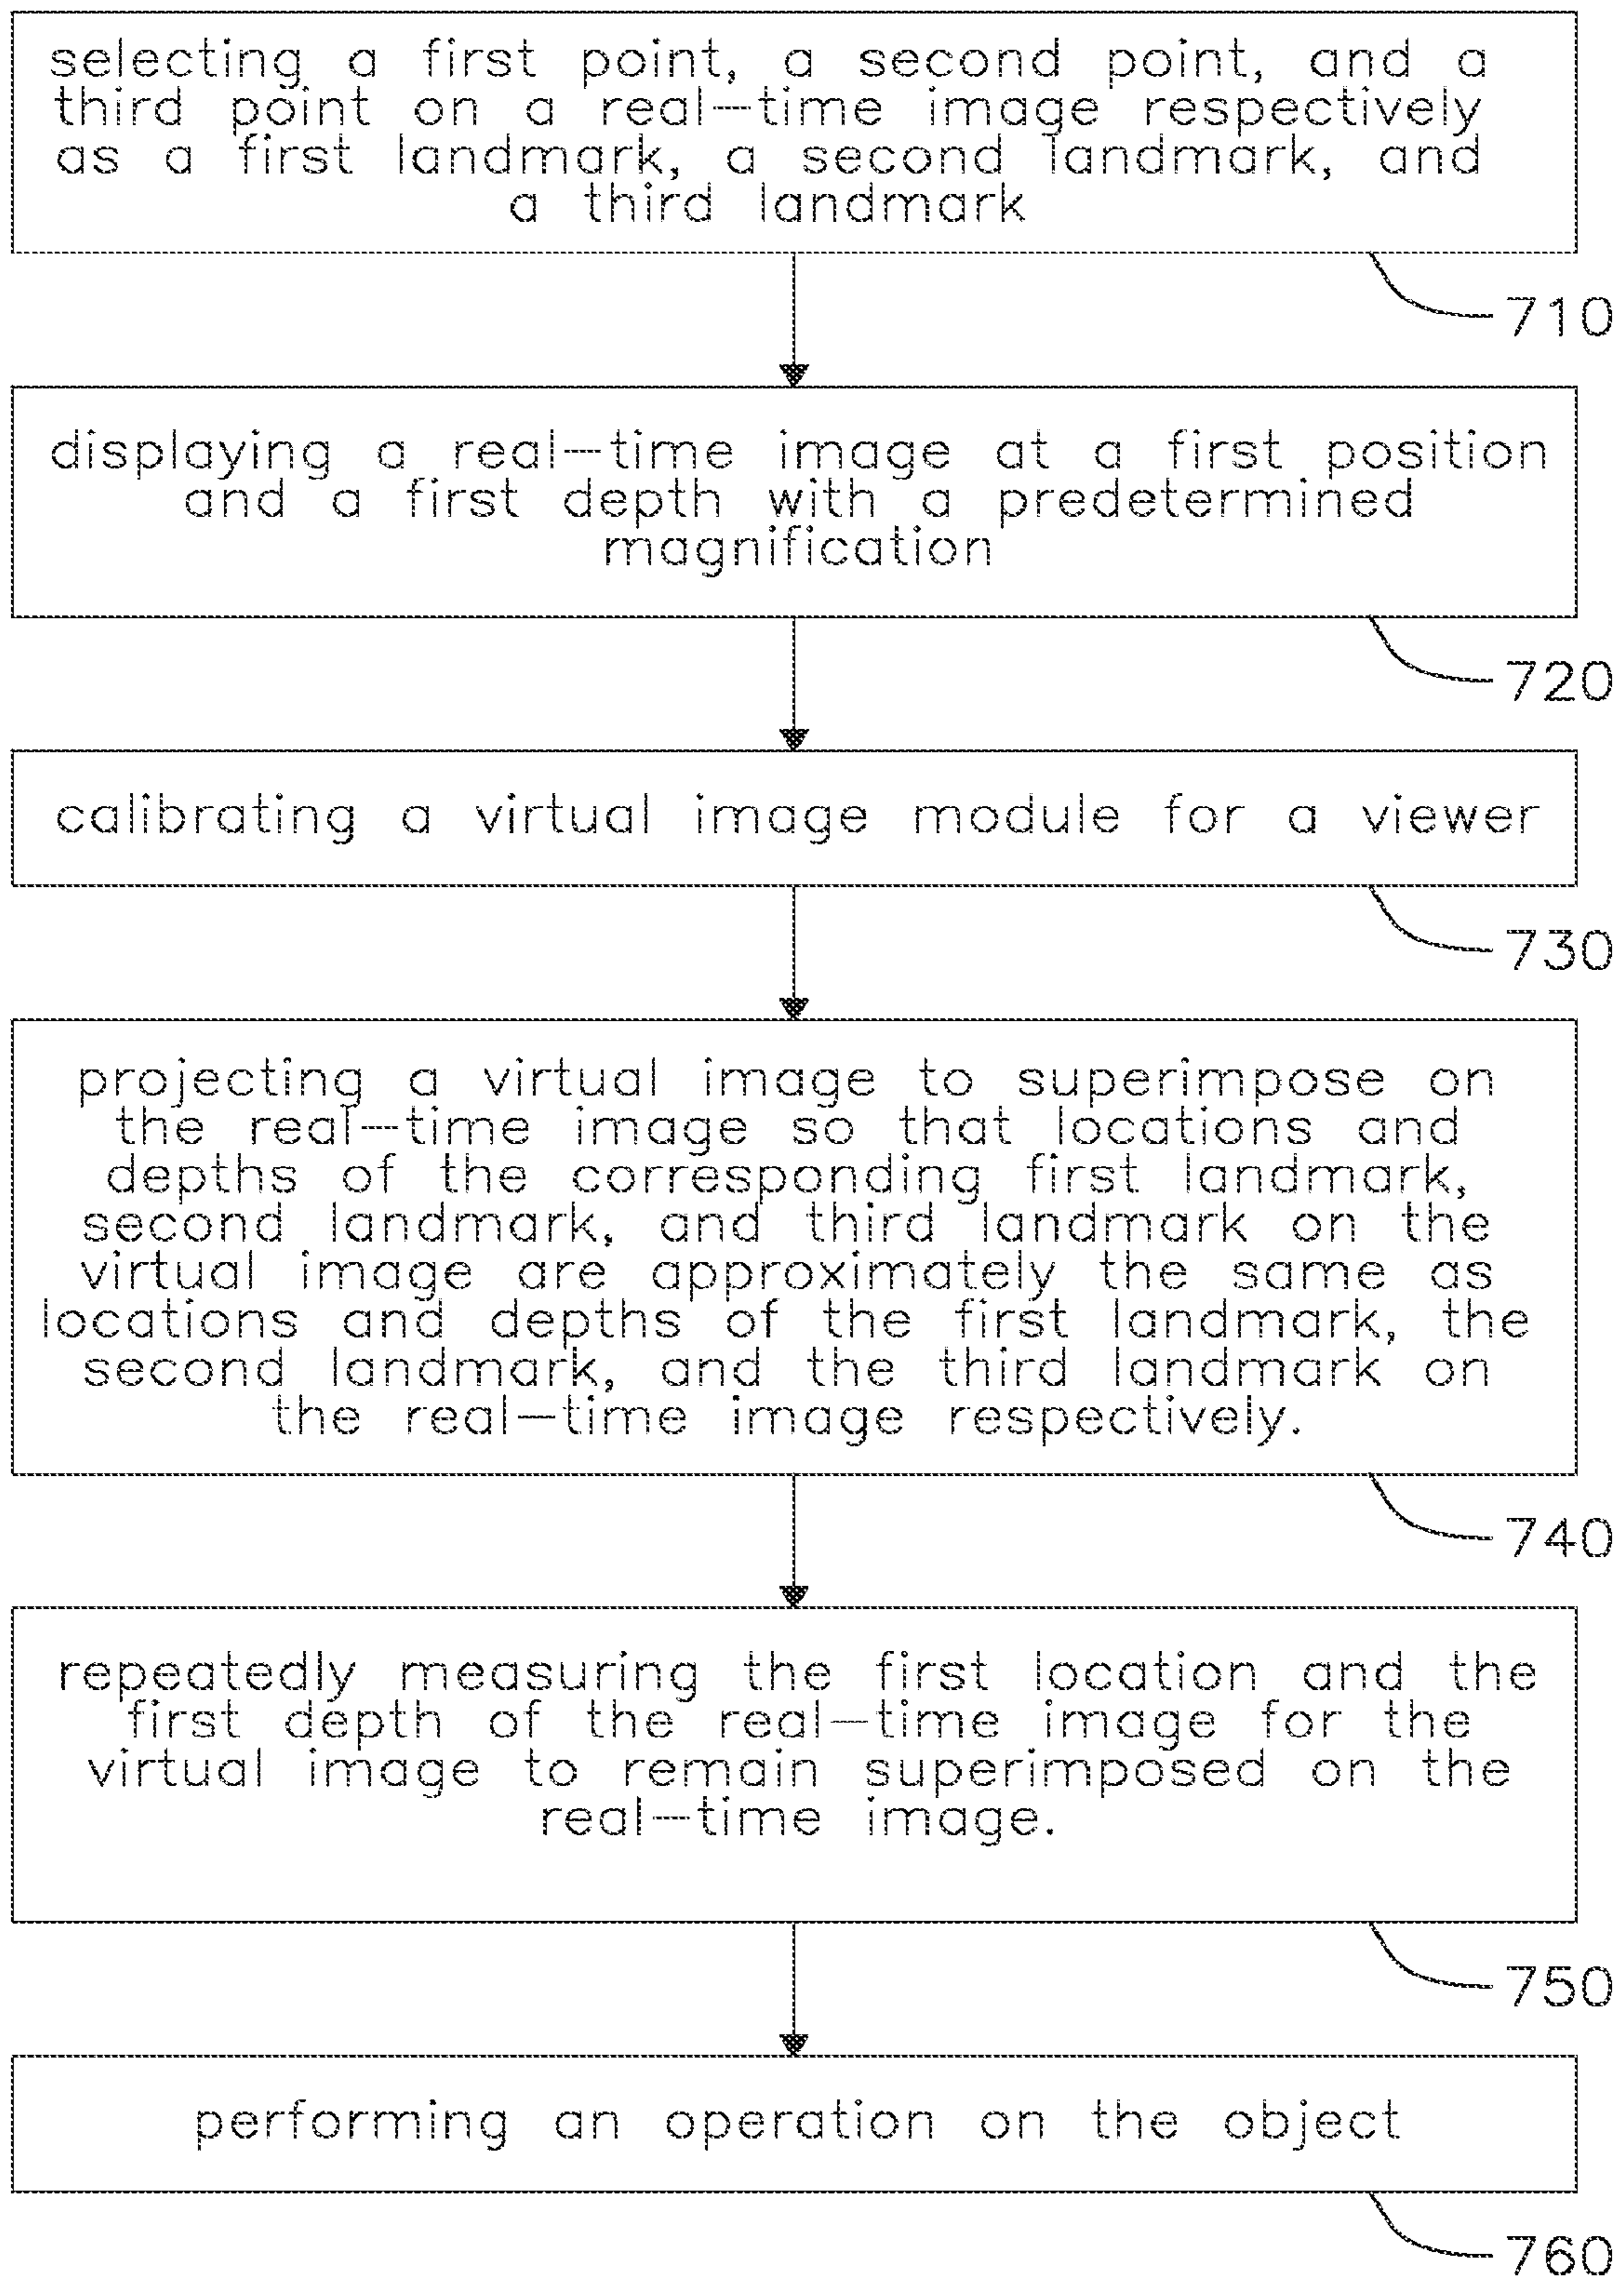 selecting a first point, a second point, and a
third point on a real-time image respectively
as a first landmark, a second landmark, and
a third landmark
710
displaying a real-time image at a first position
and a first depth with a predetermined
magnification
720
calibrating a virtual image module for a viewer
730
projecting a virtual image to superimpose on
the real-time image so that locations and
depths of the corresponding first landmark,
second landmark, and third landmark on the
virtual image are approximately the same as
locations and depths of the first landmark, the
second landmark, and the third landmark on
the real-time image respectively.
740
repeatedly measuring the first location and the
first depth of the real-time image for the
virtual image to remain superimposed on the
real-time image.
750
performing an operation on the object
760